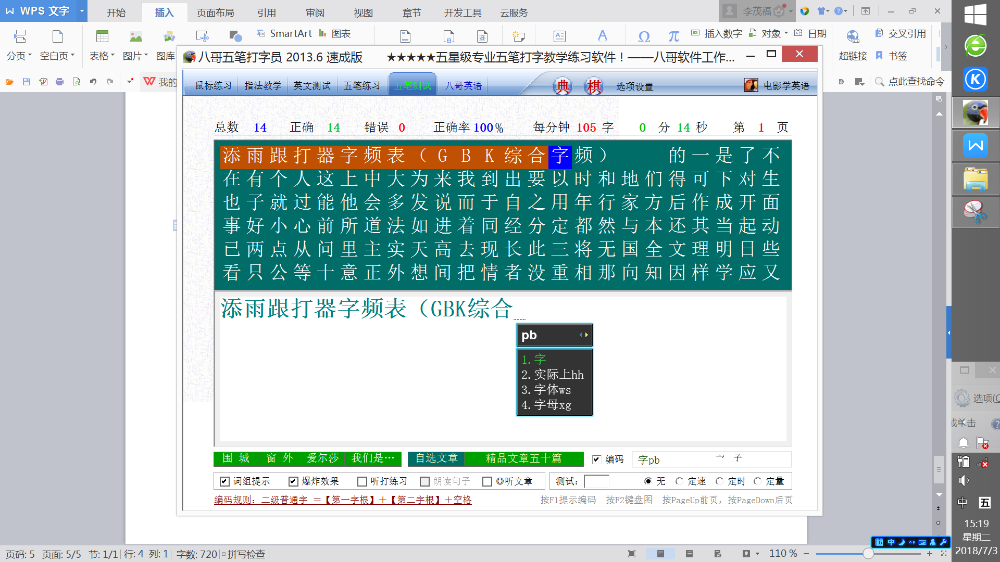 WPS 文字 开始 插入 页面布局 引用 审阅 视图 章节 开发工具 云服务 李茂福
SmartArt 图表 插入数字 对象 日期 交叉引用
分页 空白页 表格 图片 图库 超链接 书签
八哥五笔打字员 2013.6 速成版 ★★★★★五星级专业五笔打字教学练习软件！——八哥软件工作...
我的 点此查找命令
鼠标练习 指法教学 英文测试 五笔练习 五笔测试 八哥英语 典 棋 选项设置 电影学英语
总数 14 正确 14 错误 0 正确率 100% 每分钟 105 字 0 分 14 秒 第 1 页
添雨跟打器字频表（GBK综合字频） 的一是了不
在有个人这上中大为来我到出要以时和地们得可下对生
也子就过能他会多发说而于自之用年行家方后作成开面
事好小心前所道法如进着同经分定都然与本还其当起动
已两点从问里主实天高去现长此三将无国全文理明日些
看只公等十意正外想间把情者没重相那向知因样学应又
添雨跟打器字频表（GBK综合
pb
1.字
2.实际上hh
3.字体ws
4.字母xg
选项(O
成单击
围 城 窗 外 爱尔莎 我们是… 自选文章 精品文章五十篇 编码 字pb 宀 子
词组提示 爆炸效果 听打练习 朗读句子 ◎听文章 测试： 无 定速 定时 定量
编码规则：二级普通字 ＝【第一字根】＋【第二字根】＋空格 按F1提示编码 按F2键盘图 按PageUp前页，按PageDown后页
中 五
15:19
星期二
2018/7/3
中
页码: 5 页面: 5/5 节: 1/1 行: 4 列: 1 字数: 720 拼写检查 110 %